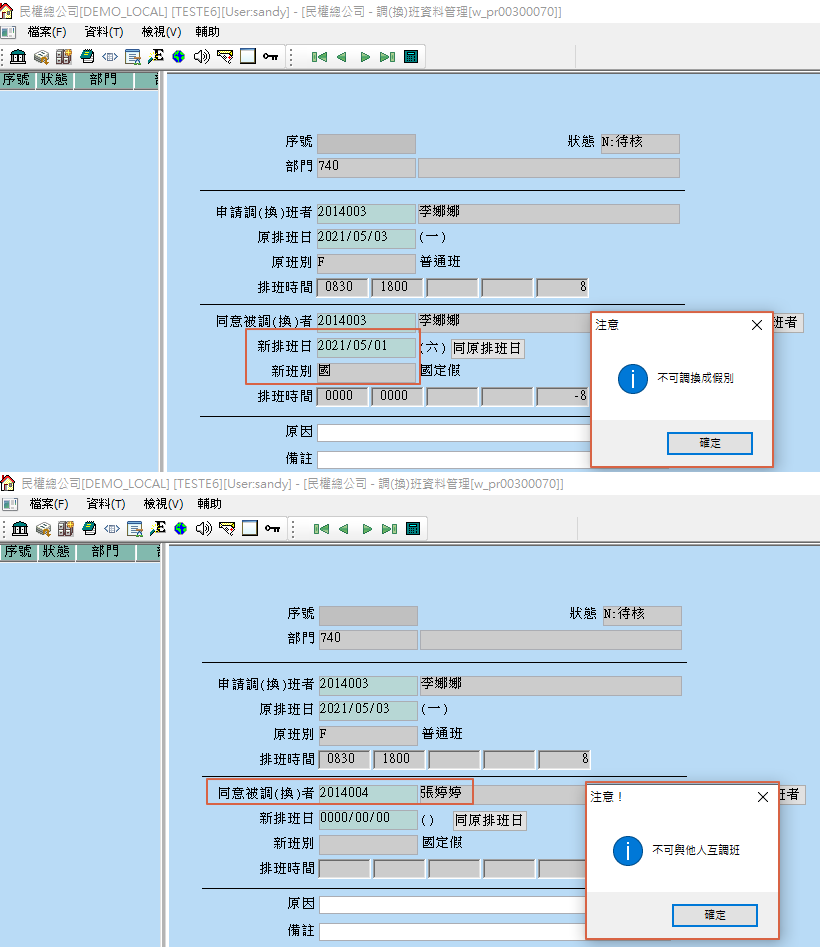 民權總公司[DEMO_LOCAL] [TESTE6][User:sandy] - [民權總公司 - 調(換)班資料管理[w_pr00300070]]
檔案(F) 資料(T) 檢視(V) 輔助
序號 狀態 部門
序號 狀態 N:待核
部門 740
申請調(換)班者 2014003 李娜娜
原排班日 2021/05/03 (一)
原班別 F 普通班
排班時間 0830 1800 8
同意被調(換)者 2014003 李娜娜 班者
新排班日 2021/05/01 (六) 同原排班日
新班別 國 國定假
排班時間 0000 0000 -8
原因
備註
注意
不可調換成假別
確定
民權總公司[DEMO_LOCAL] [TESTE6][User:sandy] - [民權總公司 - 調(換)班資料管理[w_pr00300070]]
檔案(F) 資料(T) 檢視(V) 輔助
序號 狀態 部門
序號 狀態 N:待核
部門 740
申請調(換)班者 2014003 李娜娜
原排班日 2021/05/03 (一)
原班別 F 普通班
排班時間 0830 1800 8
同意被調(換)者 2014004 張婷婷 班者
新排班日 0000/00/00 () 同原排班日
新班別 國定假
排班時間
原因
備註
注意！
不可與他人互調班
確定